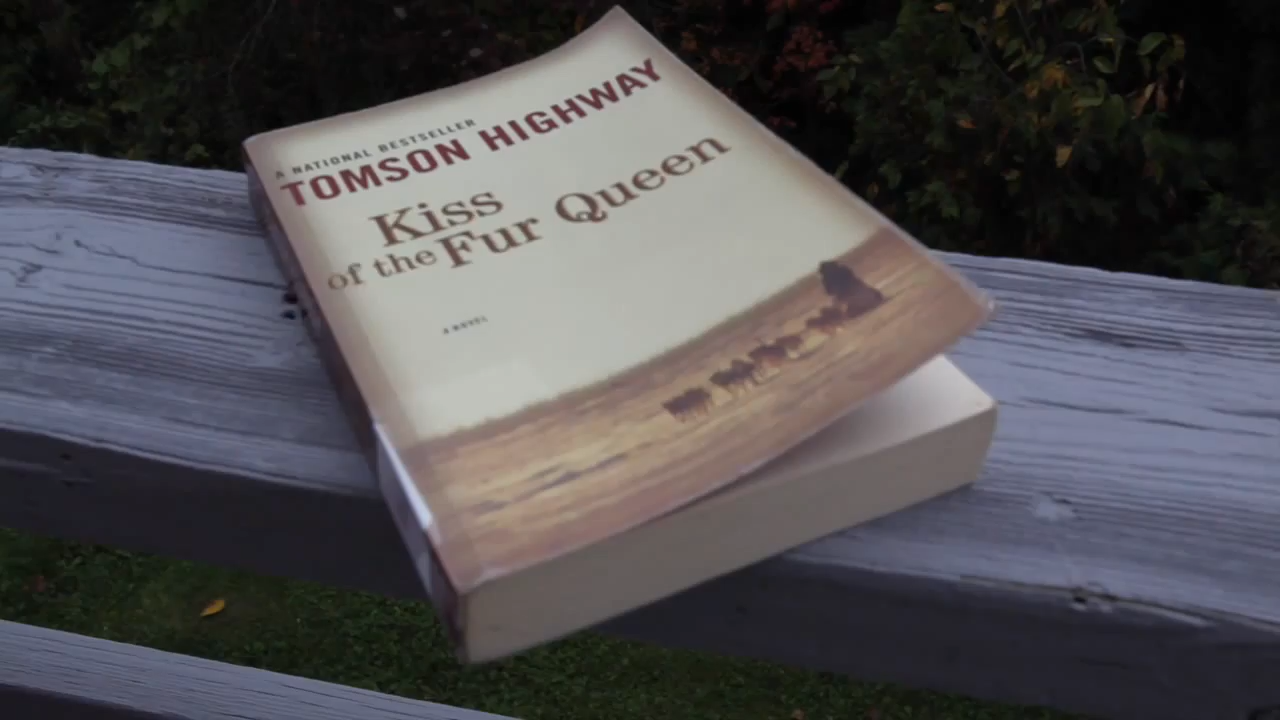 A NATIONAL BESTSELLER
TOMSON HIGHWAY
Kiss
of the Fur Queen
A NOVEL